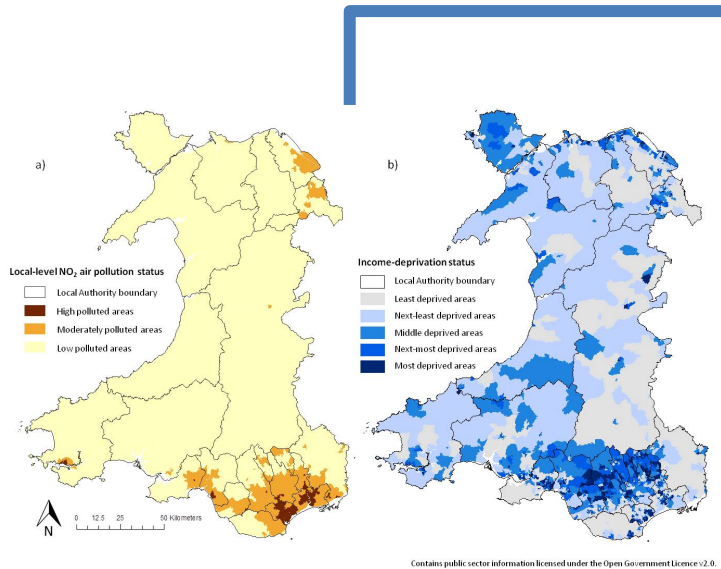 a)
b)
Local-level NO₂ air pollution status
Local Authority boundary
High polluted areas
Moderately polluted areas
Low polluted areas
Income-deprivation status
Local Authority boundary
Least deprived areas
Next-least deprived areas
Middle deprived areas
Next-most deprived areas
Most deprived areas
N
0 12.5 25 50 Kilometers
Contains public sector information licensed under the Open Government Licence v2.0.